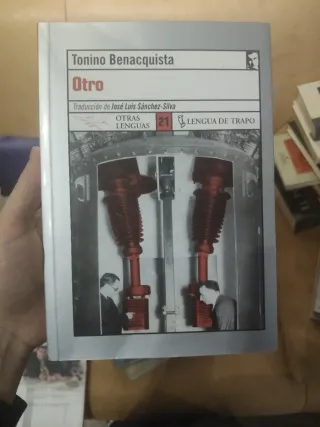 Tonino Benacquista
Otro
Traducción de José Luis Sánchez-Silva
OTRAS
LENGUAS
21
LENGUA DE TRAPO